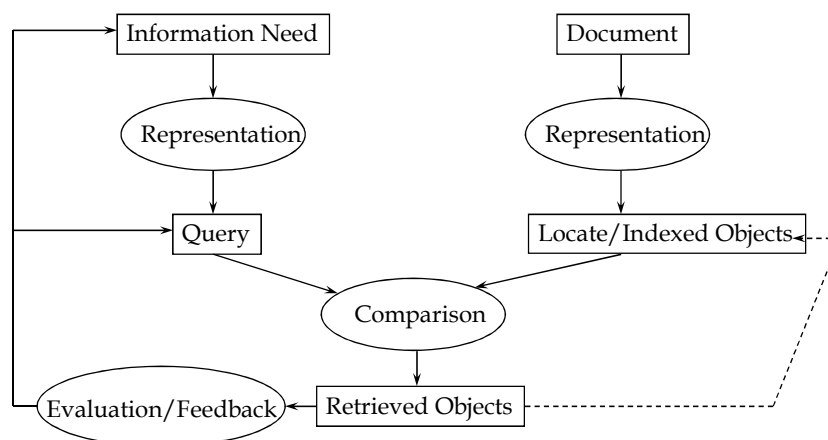 Information Need
Document
Representation
Representation
Query
Locate/Indexed Objects
Comparison
Evaluation/Feedback
Retrieved Objects